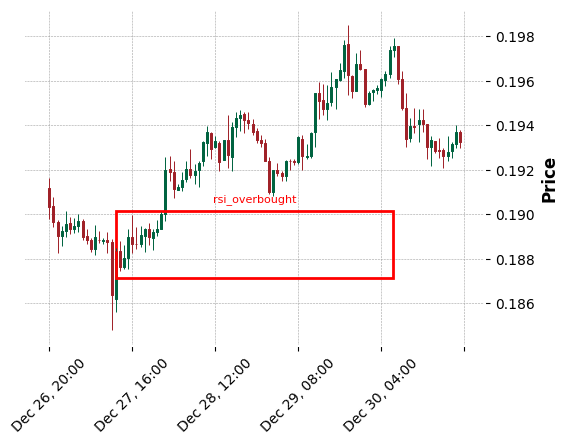 0.198
0.196
0.194
0.192
0.190
0.188
0.186
Price
rsi_overbought
Dec 26, 20:00
Dec 27, 16:00
Dec 28, 12:00
Dec 29, 08:00
Dec 30, 04:00